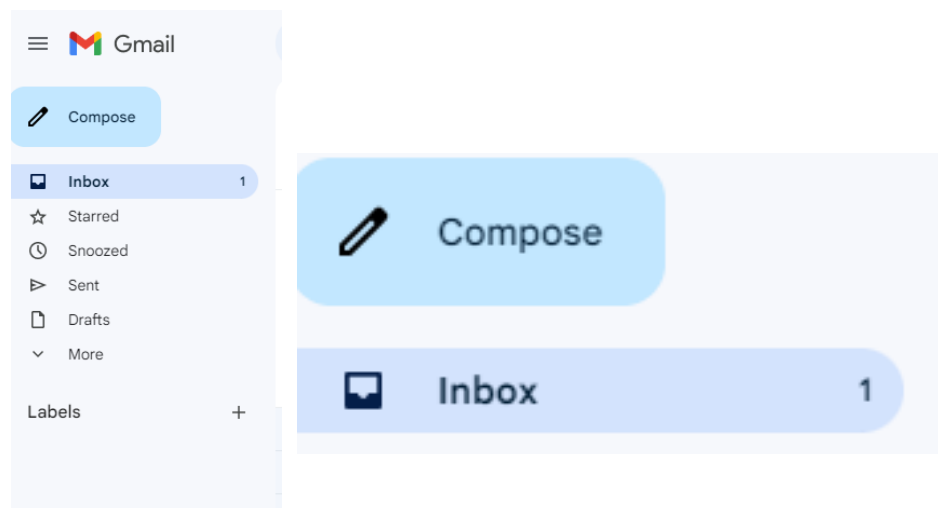 Gmail
Compose
Inbox 1
Starred
Snoozed
Sent
Drafts
More
Labels
Compose
Inbox 1